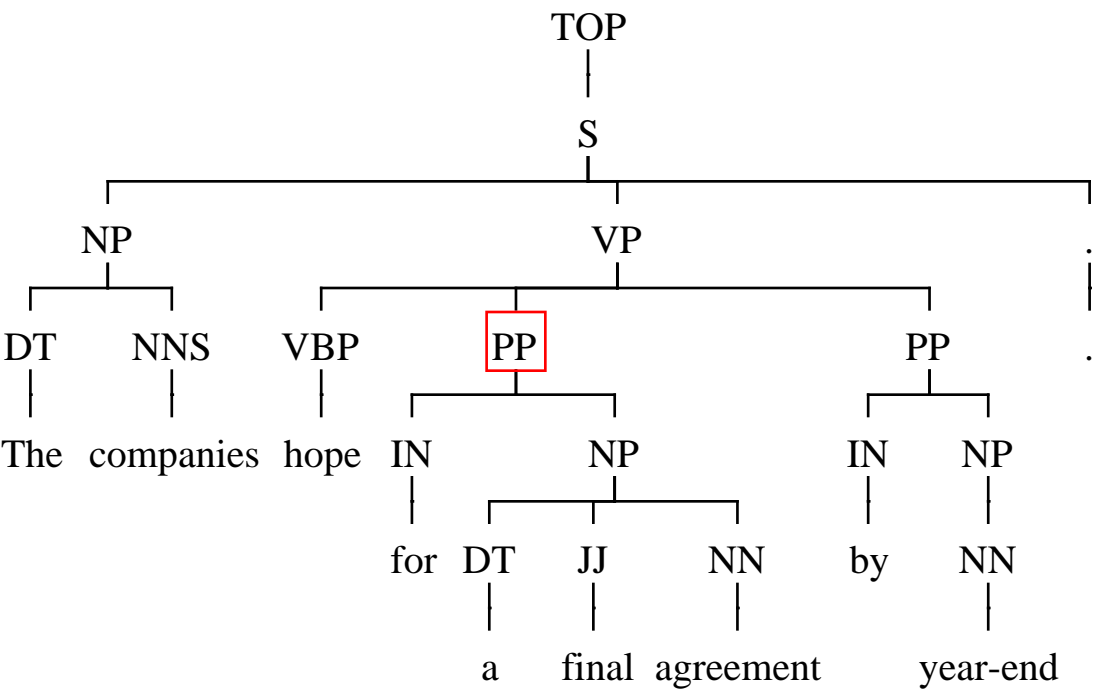 TOP
S
NP VP .
DT NNS VBP PP PP .
The companies hope IN NP IN NP
for DT JJ NN by NN
a final agreement year-end